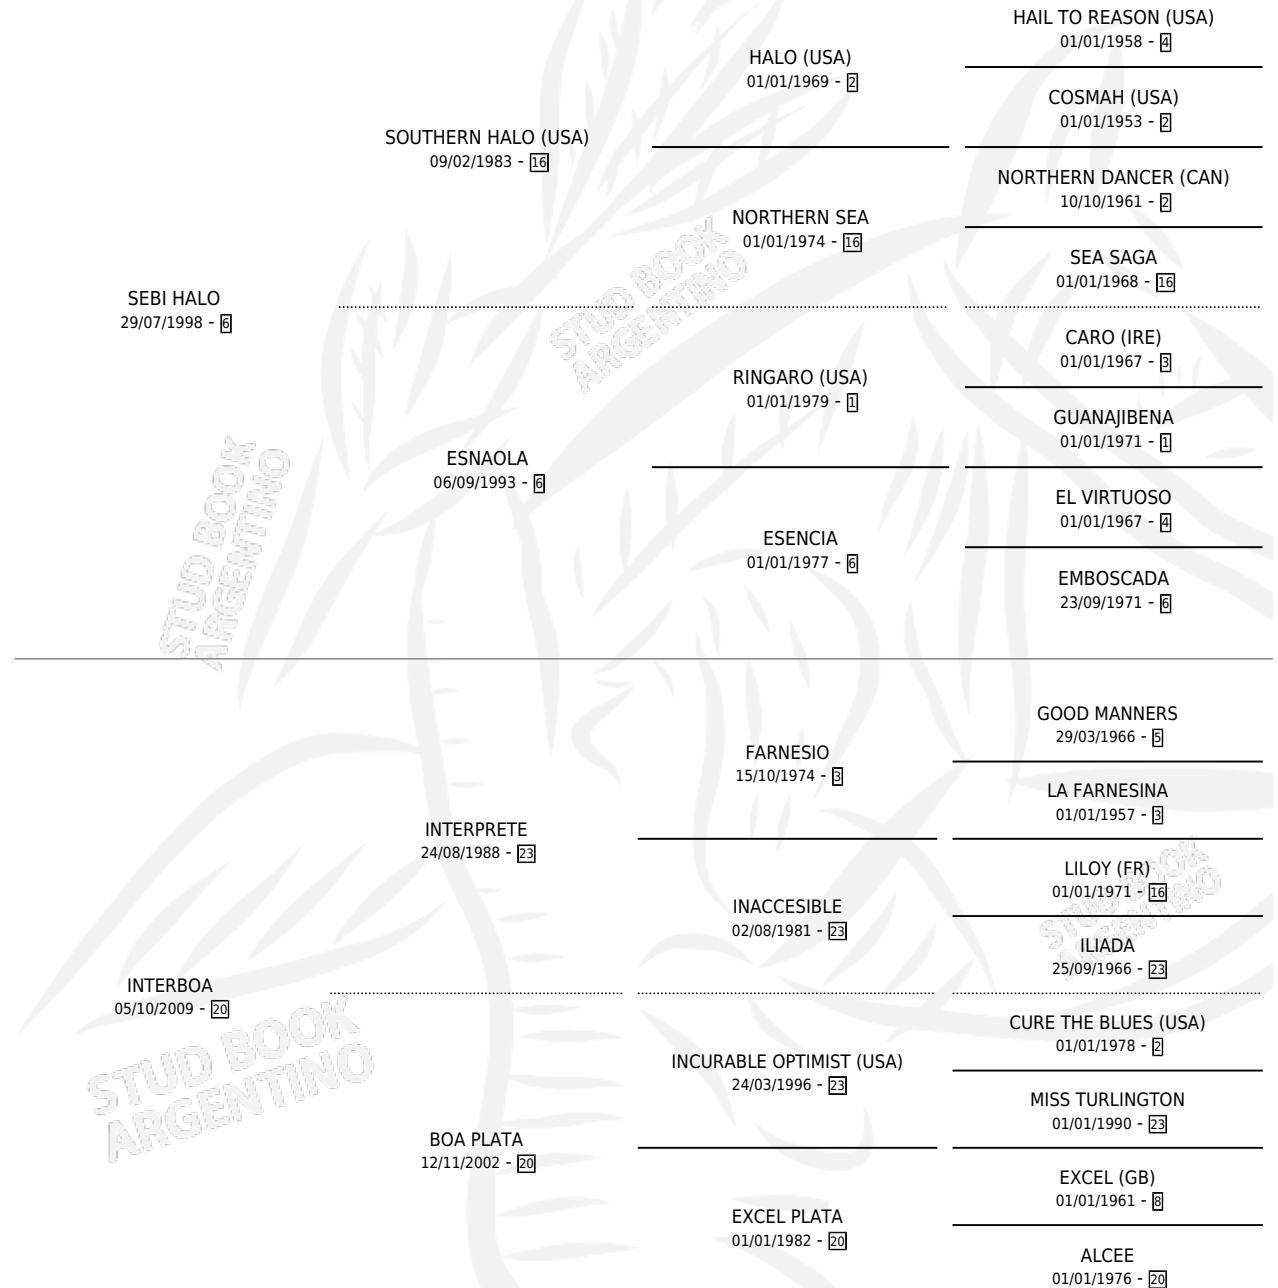 HAIL TO REASON (USA)
01/01/1958 - 4
HALO (USA)
01/01/1969 - 2
COSMAH (USA)
01/01/1953 - 2
SOUTHERN HALO (USA)
09/02/1983 - 16
NORTHERN DANCER (CAN)
10/10/1961 - 2
NORTHERN SEA
01/01/1974 - 16
SEA SAGA
01/01/1968 - 16
SEBI HALO
29/07/1998 - 6
CARO (IRE)
01/01/1967 - 3
RINGARO (USA)
01/01/1979 - 1
GUANAJIBENA
01/01/1971 - 1
ESNAOLA
06/09/1993 - 6
EL VIRTUOSO
01/01/1967 - 4
ESENCIA
01/01/1977 - 6
EMBOSCADA
23/09/1971 - 6
STUD BOOK
ARGENTINO
STUD BOOK
ARGENTINO
GOOD MANNERS
29/03/1966 - 5
FARNESIO
15/10/1974 - 3
LA FARNESINA
01/01/1957 - 3
INTERPRETE
24/08/1988 - 23
LILOY (FR)
01/01/1971 - 16
INACCESIBLE
02/08/1981 - 23
ILIADA
25/09/1966 - 23
INTERBOA
05/10/2009 - 20
CURE THE BLUES (USA)
01/01/1978 - 2
INCURABLE OPTIMIST (USA)
24/03/1996 - 23
MISS TURLINGTON
01/01/1990 - 23
BOA PLATA
12/11/2002 - 20
EXCEL (GB)
01/01/1961 - 8
EXCEL PLATA
01/01/1982 - 20
ALCEE
01/01/1976 - 20
STUD BOOK
ARGENTINO
STUD BOOK
ARGENTINO